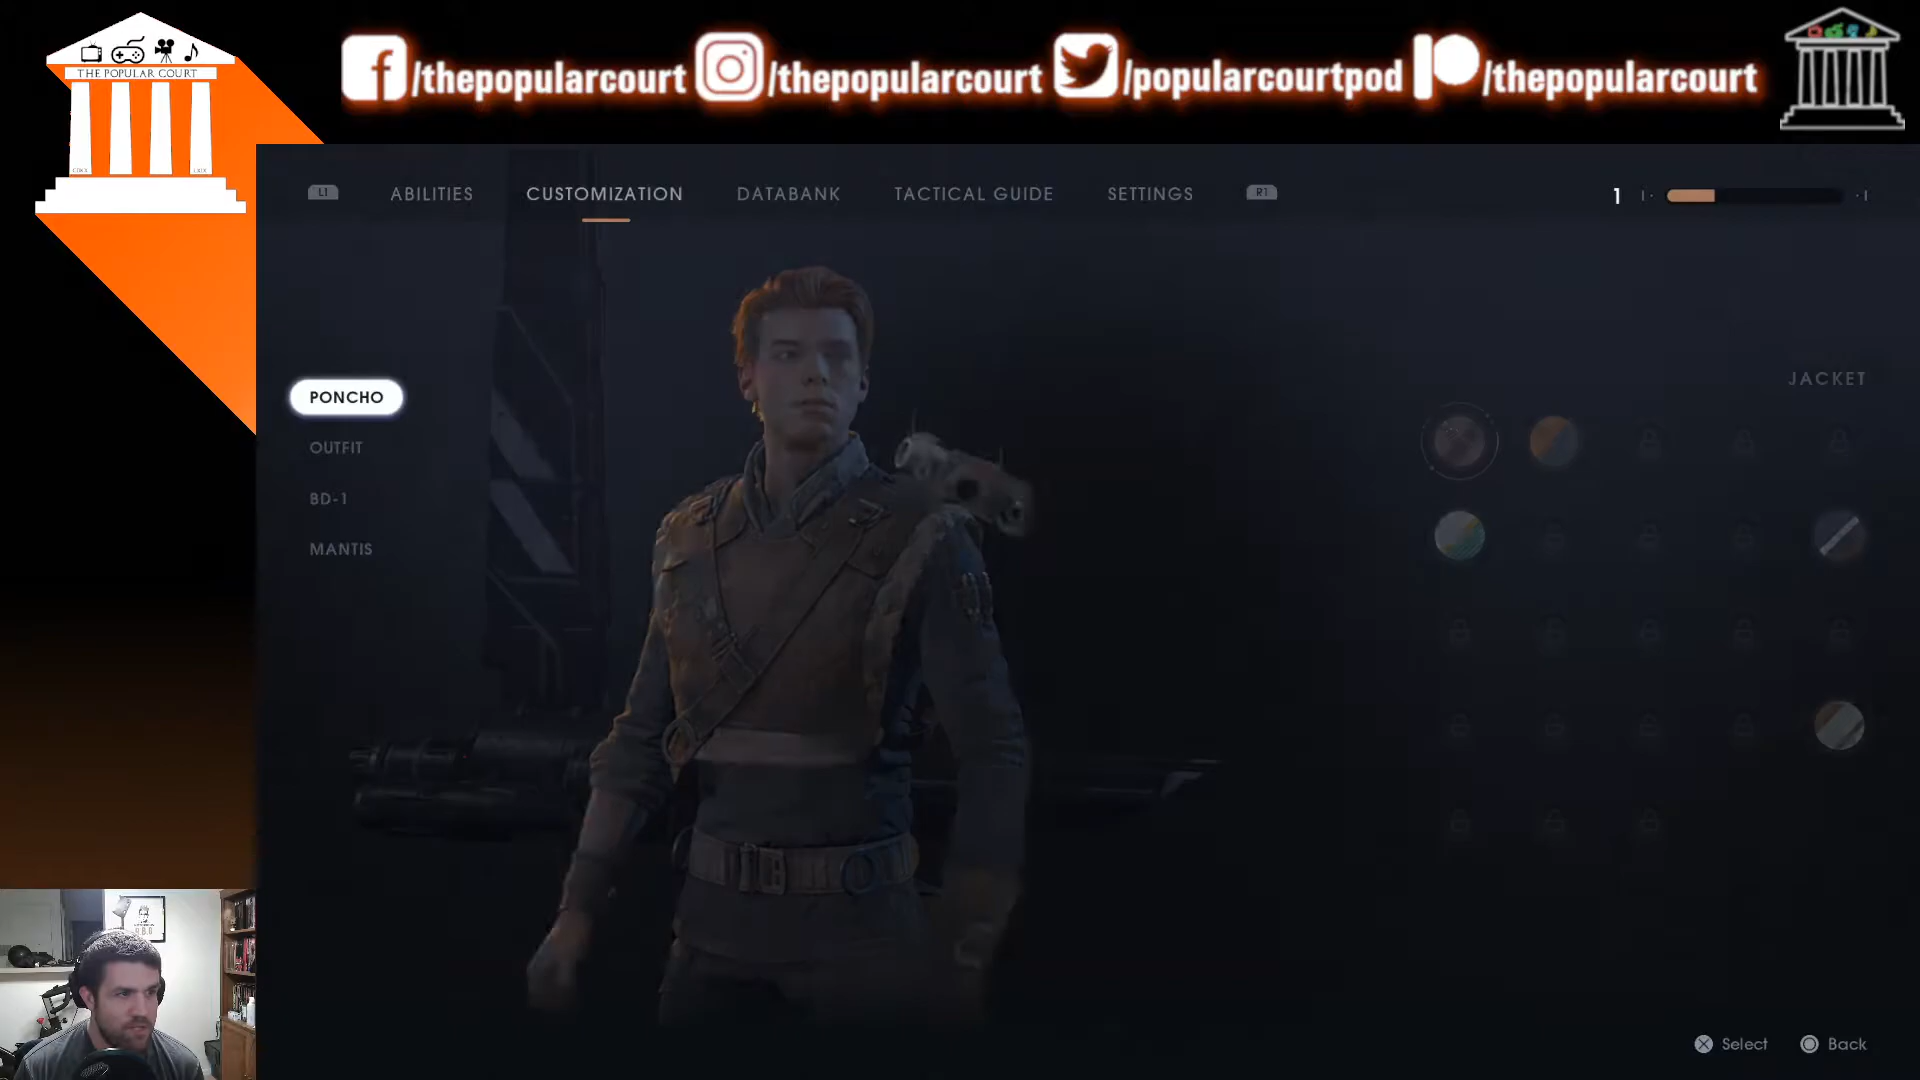 THE POPULAR COURT
/thepopularcourt /thepopularcourt /popularcourtpod /thepopularcourt
L1 ABILITIES CUSTOMIZATION DATABANK TACTICAL GUIDE SETTINGS R1 1
JACKET
PONCHO
OUTFIT
BD-1
MANTIS
Select Back